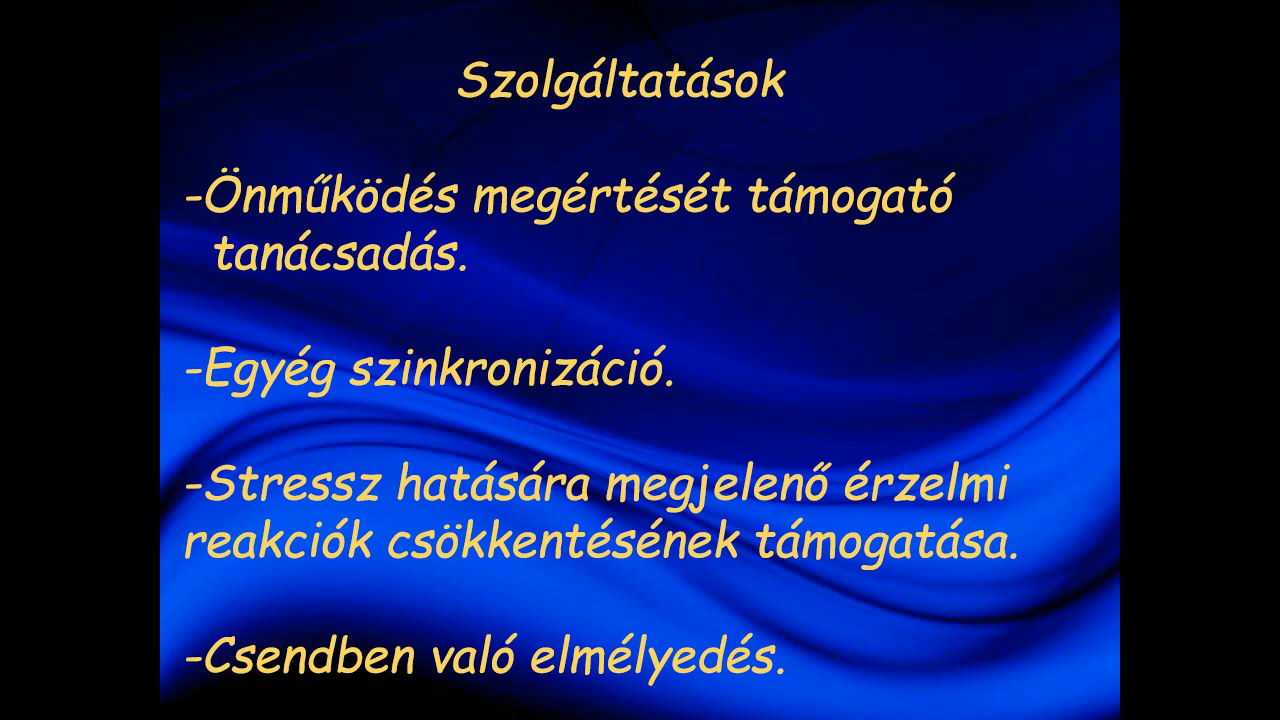 Szolgáltatások
-Önműködés megértését támogató
tanácsadás.
-Egyég szinkronizáció.
-Stressz hatására megjelenő érzelmi
reakciók csökkentésének támogatása.
-Csendben való elmélyedés.